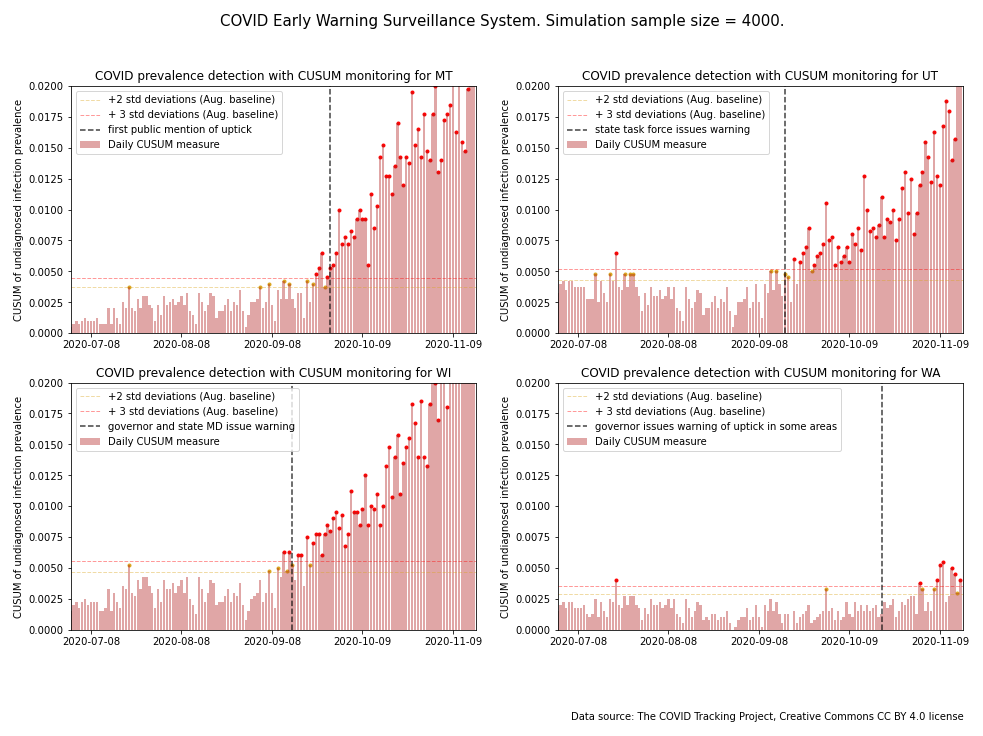 COVID Early Warning Surveillance System. Simulation sample size = 4000.
COVID prevalence detection with CUSUM monitoring for MT
CUSUM of undiagnosed infection prevalence
0.0200
0.0175
0.0150
0.0125
0.0100
0.0075
0.0050
0.0025
0.0000
+2 std deviations (Aug. baseline)
+ 3 std deviations (Aug. baseline)
first public mention of uptick
Daily CUSUM measure
2020-07-08 2020-08-08 2020-09-08 2020-10-09 2020-11-09
COVID prevalence detection with CUSUM monitoring for UT
CUSUM of undiagnosed infection prevalence
0.0200
0.0175
0.0150
0.0125
0.0100
0.0075
0.0050
0.0025
0.0000
+2 std deviations (Aug. baseline)
+ 3 std deviations (Aug. baseline)
state task force issues warning
Daily CUSUM measure
2020-07-08 2020-08-08 2020-09-08 2020-10-09 2020-11-09
COVID prevalence detection with CUSUM monitoring for WI
CUSUM of undiagnosed infection prevalence
0.0200
0.0175
0.0150
0.0125
0.0100
0.0075
0.0050
0.0025
0.0000
+2 std deviations (Aug. baseline)
+ 3 std deviations (Aug. baseline)
governor and state MD issue warning
Daily CUSUM measure
2020-07-08 2020-08-08 2020-09-08 2020-10-09 2020-11-09
COVID prevalence detection with CUSUM monitoring for WA
CUSUM of undiagnosed infection prevalence
0.0200
0.0175
0.0150
0.0125
0.0100
0.0075
0.0050
0.0025
0.0000
+2 std deviations (Aug. baseline)
+ 3 std deviations (Aug. baseline)
governor issues warning of uptick in some areas
Daily CUSUM measure
2020-07-08 2020-08-08 2020-09-08 2020-10-09 2020-11-09
Data source: The COVID Tracking Project, Creative Commons CC BY 4.0 license